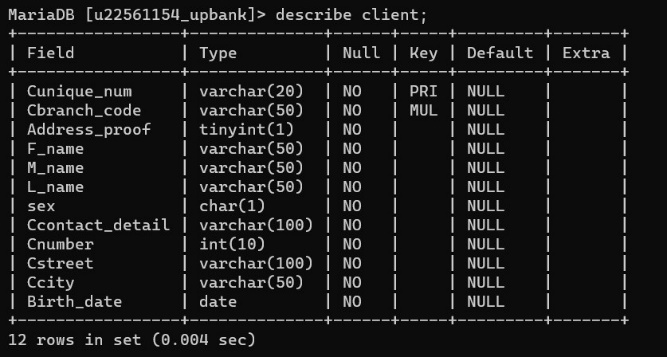 MariaDB [u22561154_upbank]> describe client;
+----------------+--------------+------+-----+---------+-------+
| Field          | Type         | Null | Key | Default | Extra |
+----------------+--------------+------+-----+---------+-------+
| Cunique_num    | varchar(20)  | NO   | PRI | NULL    |       |
| Cbranch_code   | varchar(50)  | NO   | MUL | NULL    |       |
| Address_proof  | tinyint(1)   | NO   |     | NULL    |       |
| F_name         | varchar(50)  | NO   |     | NULL    |       |
| M_name         | varchar(50)  | NO   |     | NULL    |       |
| L_name         | varchar(50)  | NO   |     | NULL    |       |
| sex            | char(1)      | NO   |     | NULL    |       |
| Ccontact_detail | varchar(100) | NO   |     | NULL    |       |
| Cnumber        | int(10)      | NO   |     | NULL    |       |
| Cstreet        | varchar(100) | NO   |     | NULL    |       |
| Ccity          | varchar(50)  | NO   |     | NULL    |       |
| Birth_date     | date         | NO   |     | NULL    |       |
+----------------+--------------+------+-----+---------+-------+
12 rows in set (0.004 sec)